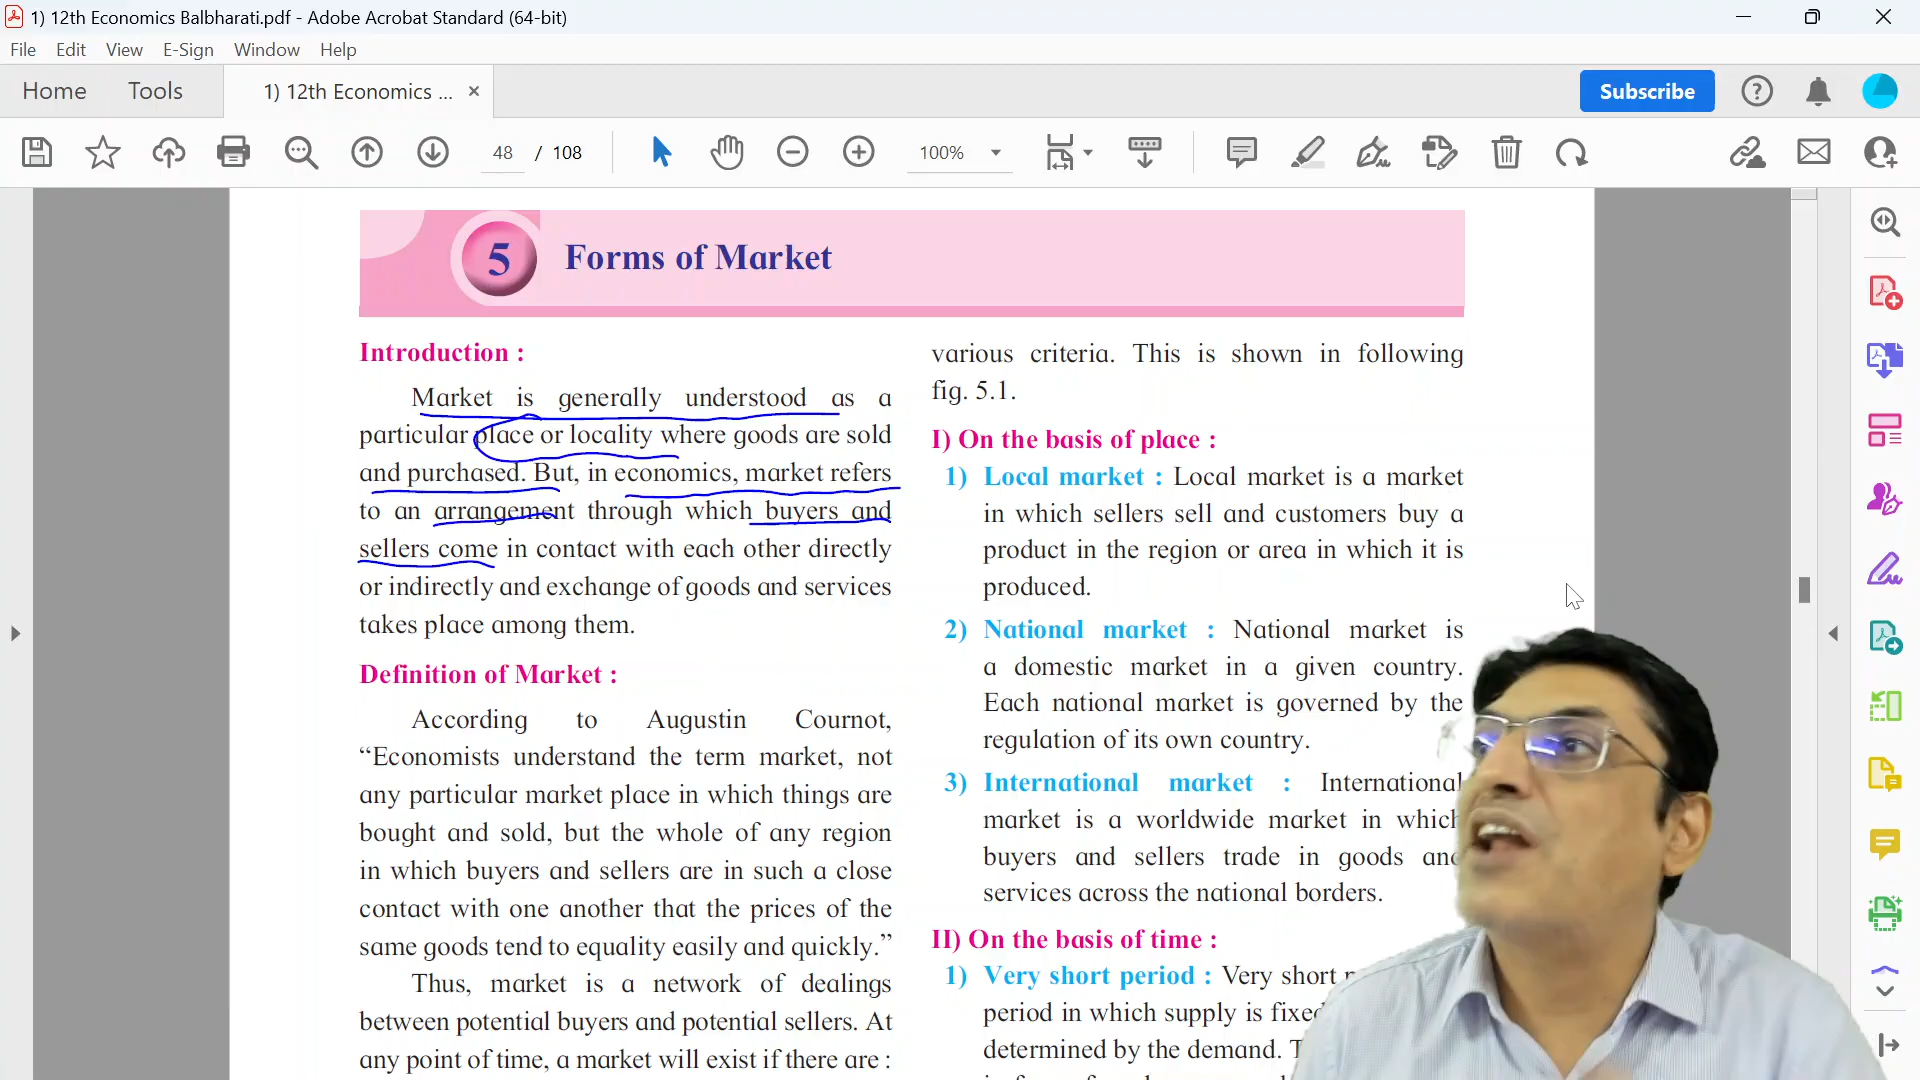 1) 12th Economics Balbharati.pdf - Adobe Acrobat Standard (64-bit)
File Edit View E-Sign Window Help
Home Tools 1) 12th Economics ... × Subscribe
48 / 108 100%
5 Forms of Market
Introduction :
Market is generally understood as a
particular place or locality where goods are sold
and purchased. But, in economics, market refers
to an arrangement through which buyers and
sellers come in contact with each other directly
or indirectly and exchange of goods and services
takes place among them.
Definition of Market :
According to Augustin Cournot,
“Economists understand the term market, not
any particular market place in which things are
bought and sold, but the whole of any region
in which buyers and sellers are in such a close
contact with one another that the prices of the
same goods tend to equality easily and quickly.”
Thus, market is a network of dealings
between potential buyers and potential sellers. At
any point of time, a market will exist if there are :
various criteria. This is shown in following
fig. 5.1.
I) On the basis of place :
1) Local market : Local market is a market
in which sellers sell and customers buy a
product in the region or area in which it is
produced.
2) National market : National market is
a domestic market in a given country.
Each national market is governed by the
regulation of its own country.
3) International market : International
market is a worldwide market in which
buyers and sellers trade in goods and
services across the national borders.
II) On the basis of time :
1) Very short period : Very short
period in which supply is fixed
determined by the demand.